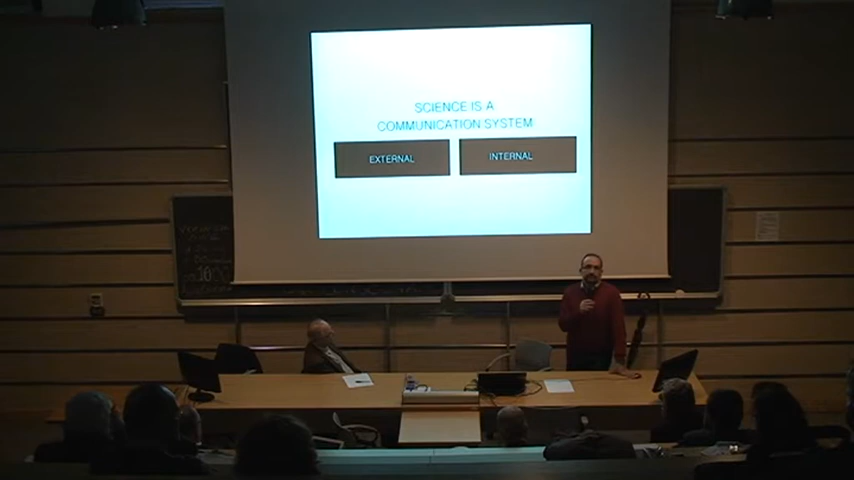 SCIENCE IS A
COMMUNICATION SYSTEM
EXTERNAL
INTERNAL